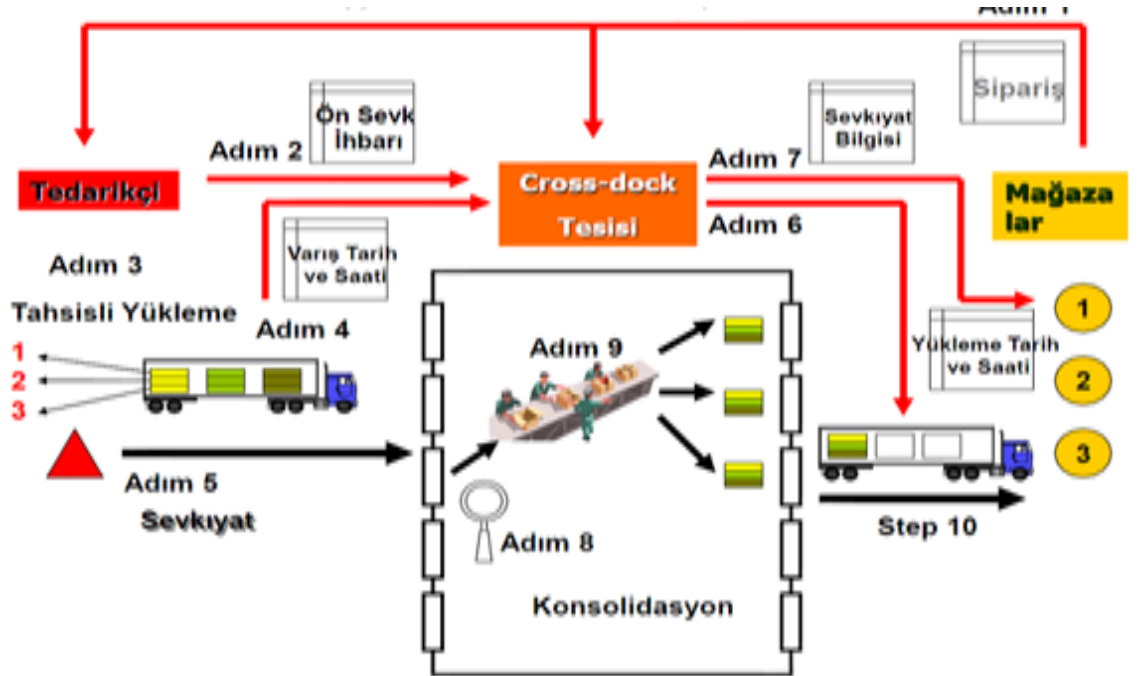 Adım 1
Sipariş
Ön Sevk
İhbarı
Adım 2
Sevkıyat
Bilgisi
Adım 7
Tedarikçi
Cross-dock
Tesisi
Mağaza
lar
Adım 6
Varış Tarih
ve Saati
Adım 3
Tahsisli Yükleme
Adım 4
1
2
3
Adım 9
Yükleme Tarih
ve Saati
1
2
3
Adım 5
Sevkıyat
Adım 8
Step 10
Konsolidasyon